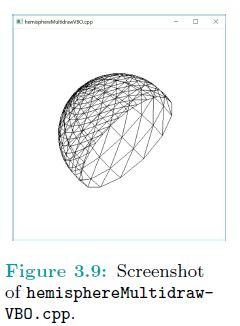 hemisphereMultidrawVBO.cpp
Figure 3.9: Screenshot
of hemisphereMultidraw-
VBO.cpp.